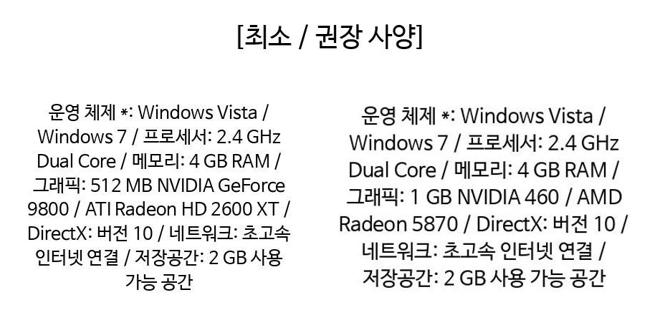 [최소 / 권장 사양]
운영 체제 *: Windows Vista /
Windows 7 / 프로세서: 2.4 GHz
Dual Core / 메모리: 4 GB RAM /
그래픽: 512 MB NVIDIA GeForce
9800 / ATI Radeon HD 2600 XT /
DirectX: 버전 10 / 네트워크: 초고속
인터넷 연결 / 저장공간: 2 GB 사용
가능 공간
운영 체제 *: Windows Vista /
Windows 7 / 프로세서: 2.4 GHz
Dual Core / 메모리: 4 GB RAM /
그래픽: 1 GB NVIDIA 460 / AMD
Radeon 5870 / DirectX: 버전 10 /
네트워크: 초고속 인터넷 연결 /
저장공간: 2 GB 사용 가능 공간